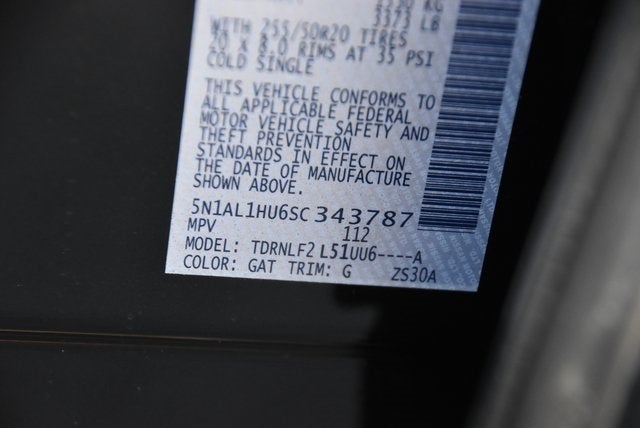 3373 LB
WITH 255/50R20 TIRES
20 X 8.0 RIMS AT 35 PSI
COLD SINGLE
THIS VEHICLE CONFORMS TO
ALL APPLICABLE FEDERAL
MOTOR VEHICLE SAFETY AND
THEFT PREVENTION
STANDARDS IN EFFECT ON
THE DATE OF MANUFACTURE
SHOWN ABOVE.
5N1AL1HU6SC343787
MPV 112
MODEL: TDRNLF2 L51UU6----A
COLOR: GAT TRIM: G ZS30A